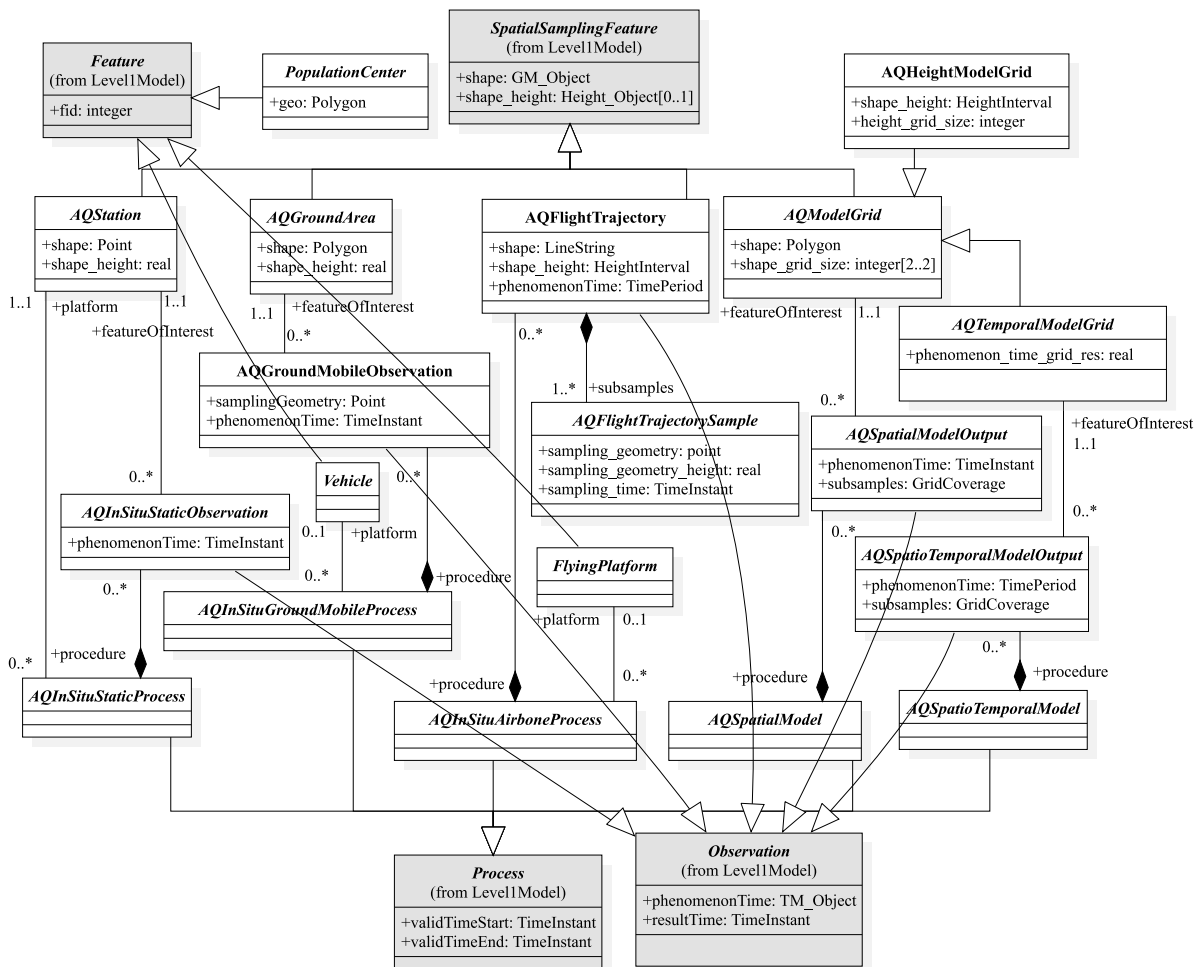 SpatialSamplingFeature
(from Level1Model)
+shape: GM_Object
+shape_height: Height_Object[0..1]
Feature
(from Level1Model)
+fid: integer
PopulationCenter
+geo: Polygon
AQHeightModelGrid
+shape_height: HeightInterval
+height_grid_size: integer
AQStation
+shape: Point
+shape_height: real
AQGroundArea
+shape: Polygon
+shape_height: real
AQFlightTrajectory
+shape: LineString
+shape_height: HeightInterval
+phenomenonTime: TimePeriod
AQModelGrid
+shape: Polygon
+shape_grid_size: integer[2..2]
1..1
+platform
1..1
+featureOfInterest
1..1
+featureOfInterest
0..*
0..*
+featureOfInterest
1..1
AQTemporalModelGrid
+phenomenon_time_grid_res: real
AQGroundMobileObservation
+samplingGeometry: Point
+phenomenonTime: TimeInstant
1..*
+subsamples
0..*
AQFlightTrajectorySample
+sampling_geometry: point
+sampling_geometry_height: real
+sampling_time: TimeInstant
AQSpatialModelOutput
+phenomenonTime: TimeInstant
+subsamples: GridCoverage
+featureOfInterest
1..1
0..*
Vehicle
0..*
AQInSituStaticObservation
+phenomenonTime: TimeInstant
0..1
+platform
0..*
0..*
AQSpatioTemporalModelOutput
+phenomenonTime: TimePeriod
+subsamples: GridCoverage
FlyingPlatform
0..*
0..*
+procedure
AQInSituGroundMobileProcess
+platform
0..1
0..*
0..*
+procedure
+procedure
0..*
+procedure
+procedure
AQInSituStaticProcess
AQInSituAirboneProcess
AQSpatialModel
AQSpatioTemporalModel
Process
(from Level1Model)
+validTimeStart: TimeInstant
+validTimeEnd: TimeInstant
Observation
(from Level1Model)
+phenomenonTime: TM_Object
+resultTime: TimeInstant